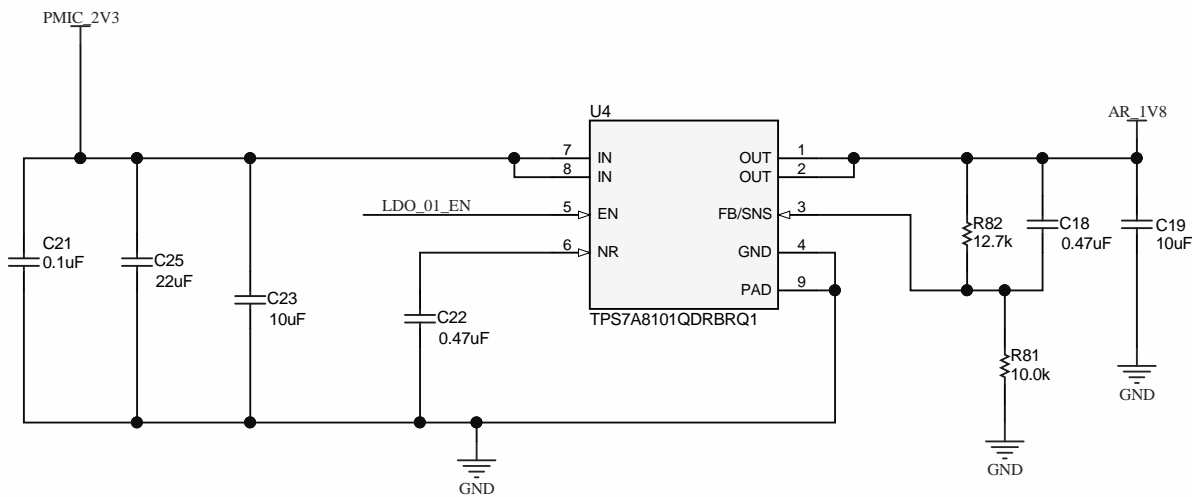 PMIC_2V3
U4
AR_1V8
7
IN
OUT
1
8
IN
OUT
2
LDO_01_EN
5
EN
FB/SNS
3
6
NR
GND
4
PAD
9
TPS7A8101QDRBRQ1
C21
0.1uF
C25
22uF
C23
10uF
C22
0.47uF
R82
12.7k
C18
0.47uF
C19
10uF
R81
10.0k
GND
GND
GND